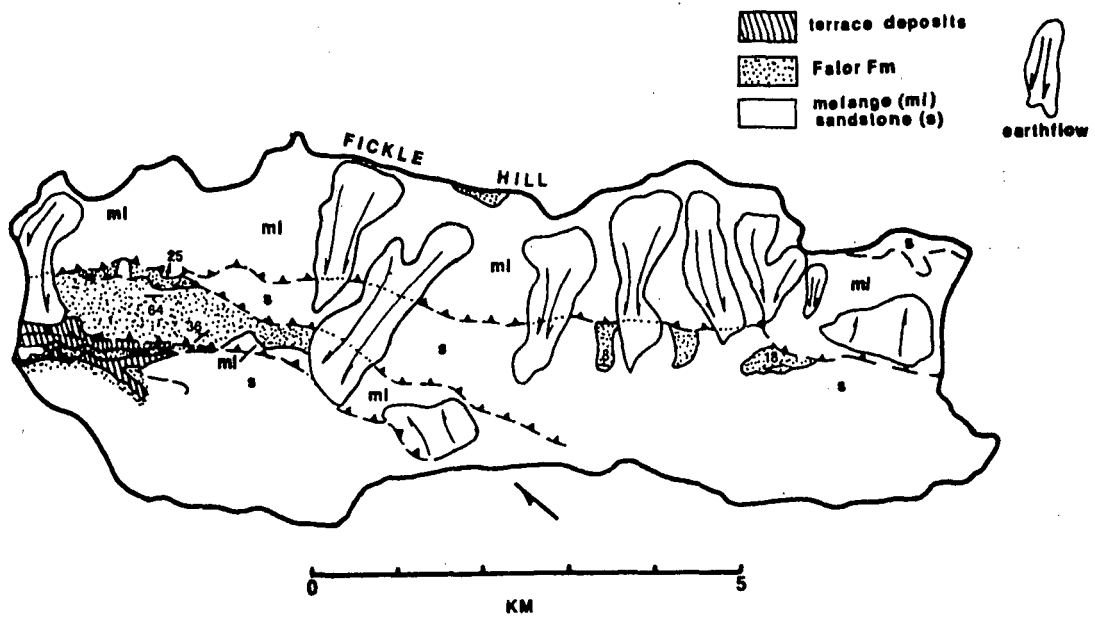 terrace deposits
Falor Fm
melange (ml)
sandstone (s)
earthflow
FICKLE HILL
ml
ml
ml
ml
s
s
s
s
s
ml
ml
25
64
36
8
18
0 5
KM